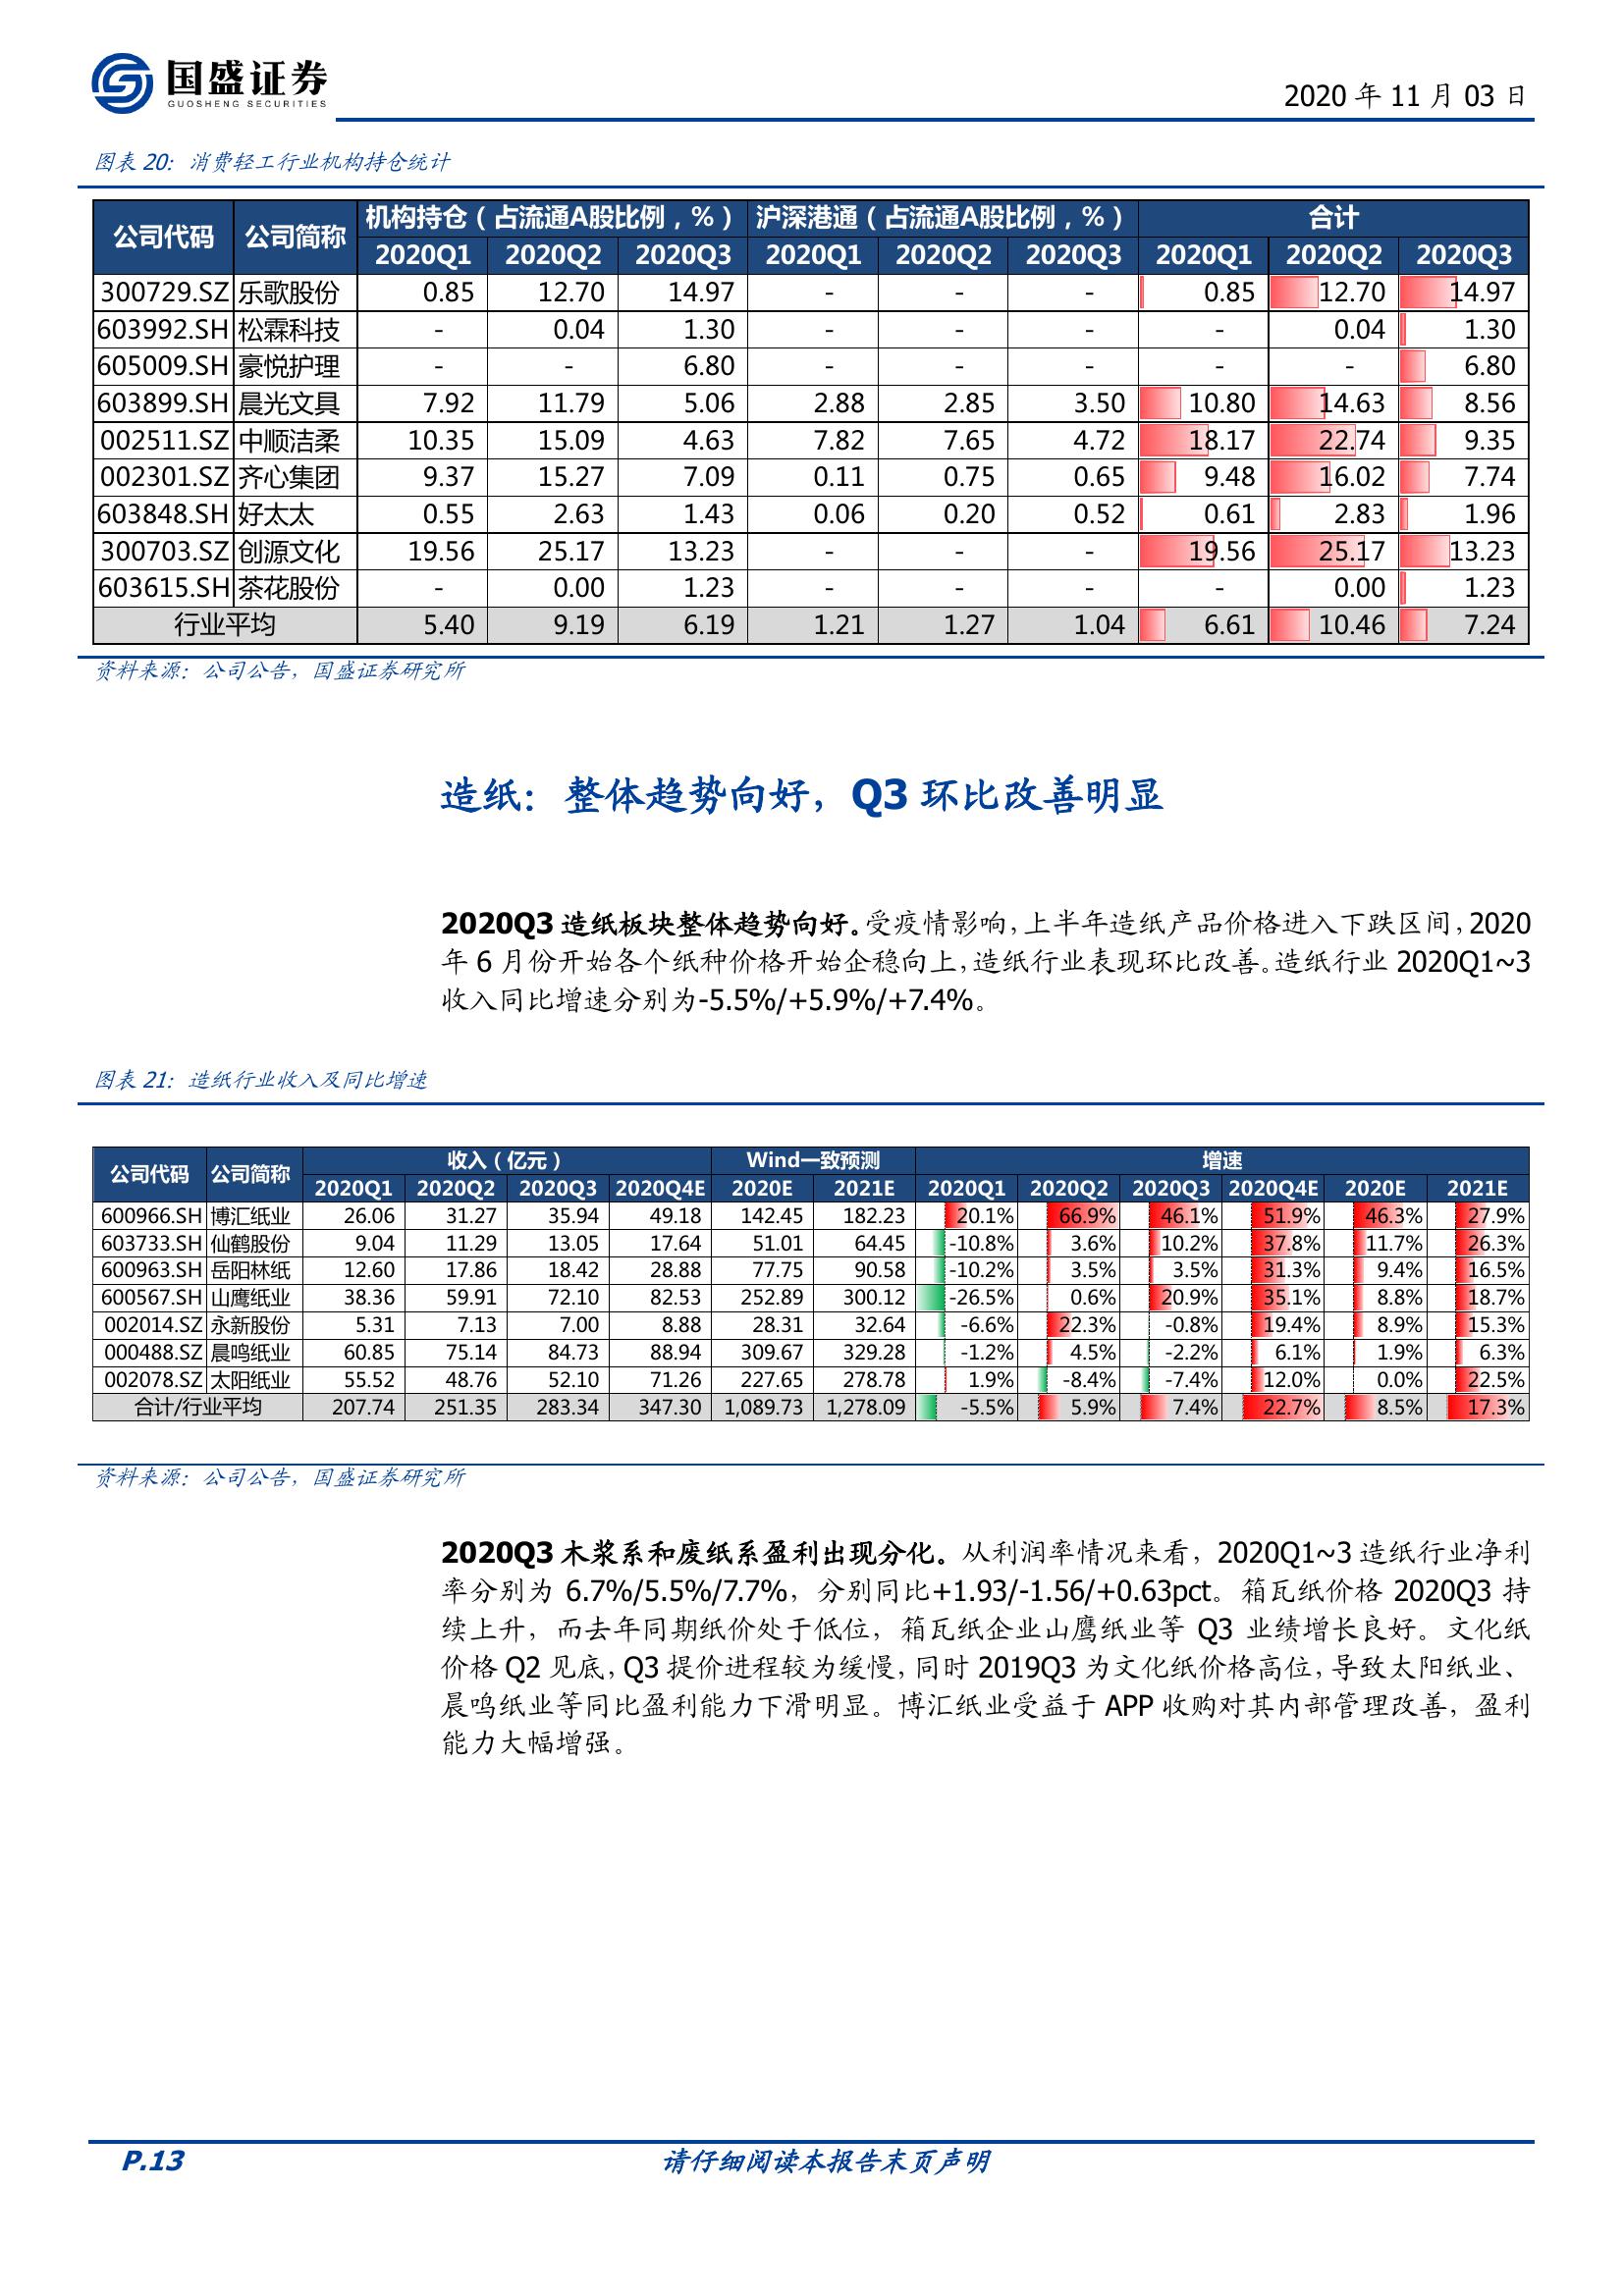 国盛证券
GUOSHENG SECURITIES
2020 年 11 月 03 日
图表 20：消费轻工行业机构持仓统计
公司代码 公司简称 机构持仓（占流通A股比例，%） 沪深港通（占流通A股比例，%） 合计
2020Q1 2020Q2 2020Q3 2020Q1 2020Q2 2020Q3 2020Q1 2020Q2 2020Q3
300729.SZ 乐歌股份 0.85 12.70 14.97 - - - 0.85 12.70 14.97
603992.SH 松霖科技 - 0.04 1.30 - - - - 0.04 1.30
605009.SH 豪悦护理 - - 6.80 - - - - - 6.80
603899.SH 晨光文具 7.92 11.79 5.06 2.88 2.85 3.50 10.80 14.63 8.56
002511.SZ 中顺洁柔 10.35 15.09 4.63 7.82 7.65 4.72 18.17 22.74 9.35
002301.SZ 齐心集团 9.37 15.27 7.09 0.11 0.75 0.65 9.48 16.02 7.74
603848.SH 好太太 0.55 2.63 1.43 0.06 0.20 0.52 0.61 2.83 1.96
300703.SZ 创源文化 19.56 25.17 13.23 - - - 19.56 25.17 13.23
603615.SH 茶花股份 - 0.00 1.23 - - - - 0.00 1.23
行业平均 5.40 9.19 6.19 1.21 1.27 1.04 6.61 10.46 7.24
资料来源：公司公告，国盛证券研究所
造纸：整体趋势向好，Q3 环比改善明显
2020Q3 造纸板块整体趋势向好。受疫情影响，上半年造纸产品价格进入下跌区间，2020
年 6 月份开始各个纸种价格开始企稳向上，造纸行业表现环比改善。造纸行业 2020Q1~3
收入同比增速分别为-5.5%/+5.9%/+7.4%。
图表 21：造纸行业收入及同比增速
公司代码 公司简称 收入（亿元） Wind一致预测 增速
2020Q1 2020Q2 2020Q3 2020Q4E 2020E 2021E 2020Q1 2020Q2 2020Q3 2020Q4E 2020E 2021E
600966.SH 博汇纸业 26.06 31.27 35.94 49.18 142.45 182.23 20.1% 66.9% 46.1% 51.9% 46.3% 27.9%
603733.SH 仙鹤股份 9.04 11.29 13.05 17.64 51.01 64.45 -10.8% 3.6% 10.2% 37.8% 11.7% 26.3%
600963.SH 岳阳林纸 12.60 17.86 18.42 28.88 77.75 90.58 -10.2% 3.5% 3.5% 31.3% 9.4% 16.5%
600567.SH 山鹰纸业 38.36 59.91 72.10 82.53 252.89 300.12 -26.5% 0.6% 20.9% 35.1% 8.8% 18.7%
002014.SZ 永新股份 5.31 7.13 7.00 8.88 28.31 32.64 -6.6% 22.3% -0.8% 19.4% 8.9% 15.3%
000488.SZ 晨鸣纸业 60.85 75.14 84.73 88.94 309.67 329.28 -1.2% 4.5% -2.2% 6.1% 1.9% 6.3%
002078.SZ 太阳纸业 55.52 48.76 52.10 71.26 227.65 278.78 1.9% -8.4% -7.4% 12.0% 0.0% 22.5%
合计/行业平均 207.74 251.35 283.34 347.30 1,089.73 1,278.09 -5.5% 5.9% 7.4% 22.7% 8.5% 17.3%
资料来源：公司公告，国盛证券研究所
2020Q3 木浆系和废纸系盈利出现分化。从利润率情况来看，2020Q1~3 造纸行业净利
率分别为 6.7%/5.5%/7.7%，分别同比+1.93/-1.56/+0.63pct。箱瓦纸价格 2020Q3 持
续上升，而去年同期纸价处于低位，箱瓦纸企业山鹰纸业等 Q3 业绩增长良好。文化纸
价格 Q2 见底，Q3 提价进程较为缓慢，同时 2019Q3 为文化纸价格高位，导致太阳纸业、
晨鸣纸业等同比盈利能力下滑明显。博汇纸业受益于 APP 收购对其内部管理改善，盈利
能力大幅增强。
P.13
请仔细阅读本报告末页声明